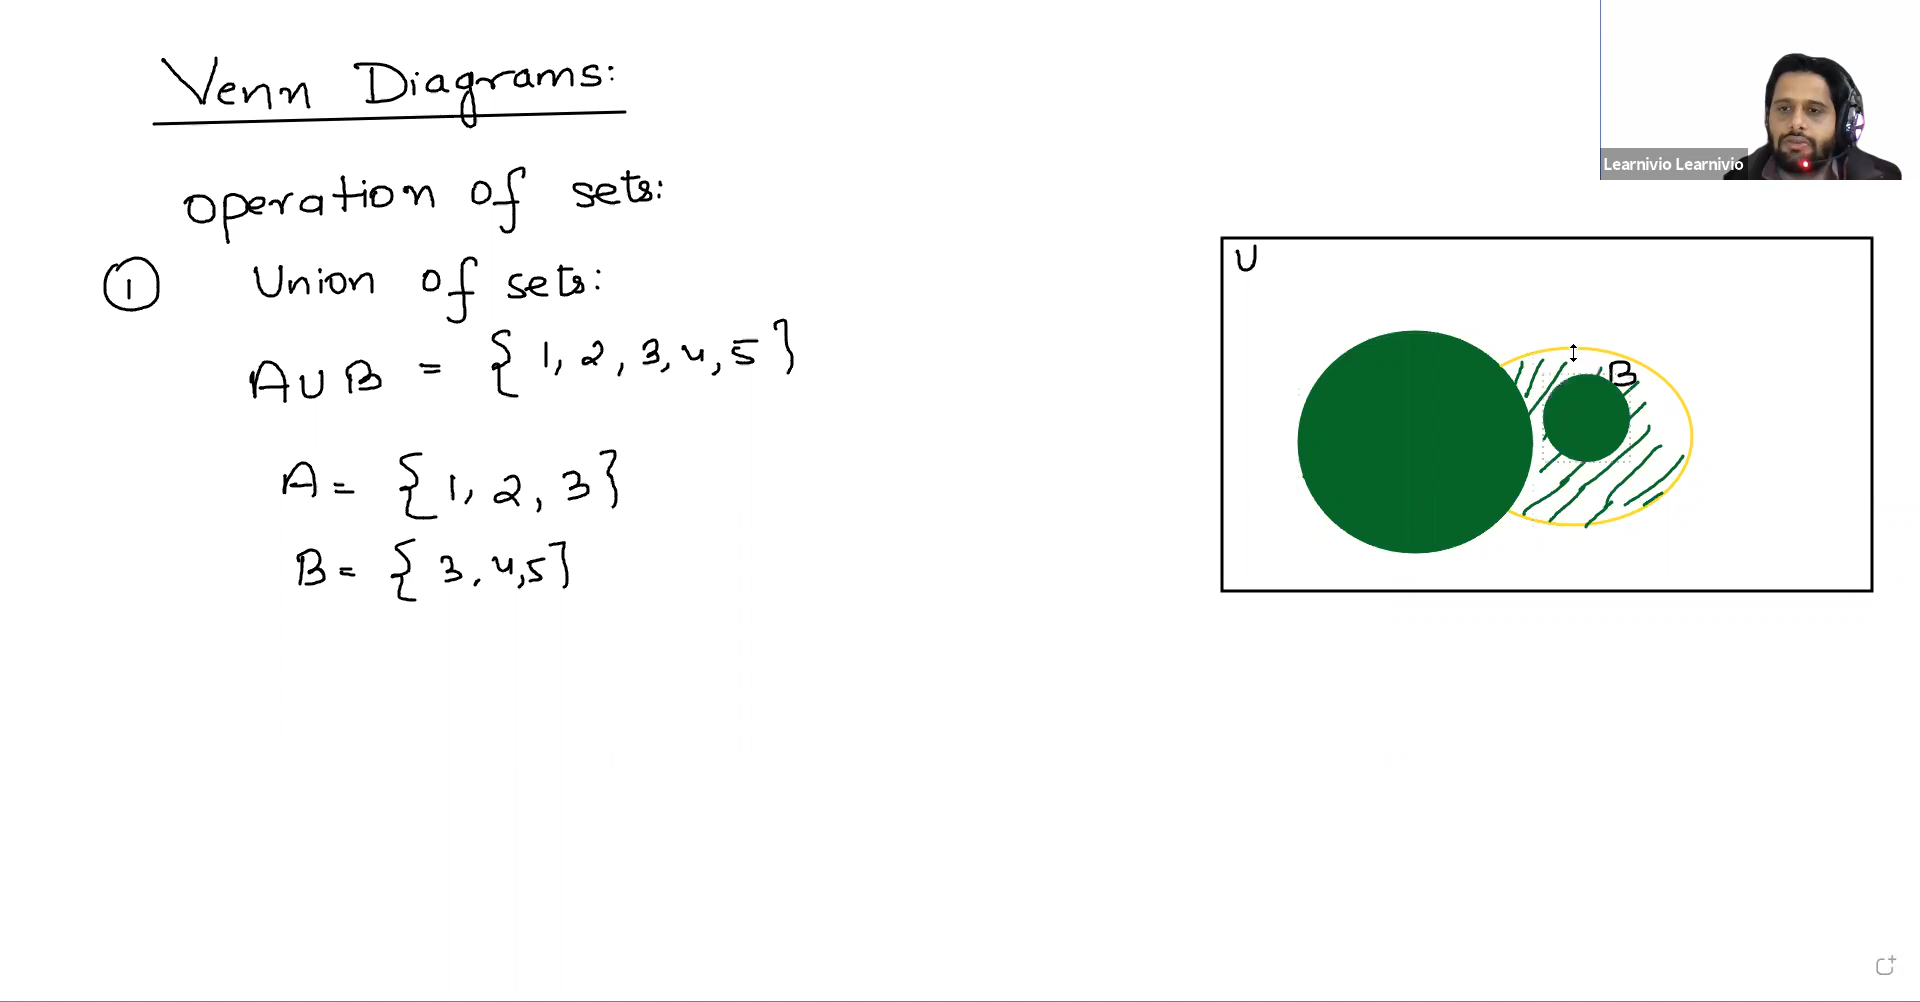 Venn Diagrams:
operation of sets:
① Union of sets:
A∪B = {1, 2, 3, 4, 5}
A = {1, 2, 3}
B = {3, 4, 5}
Learnivio Learnivio
U
B